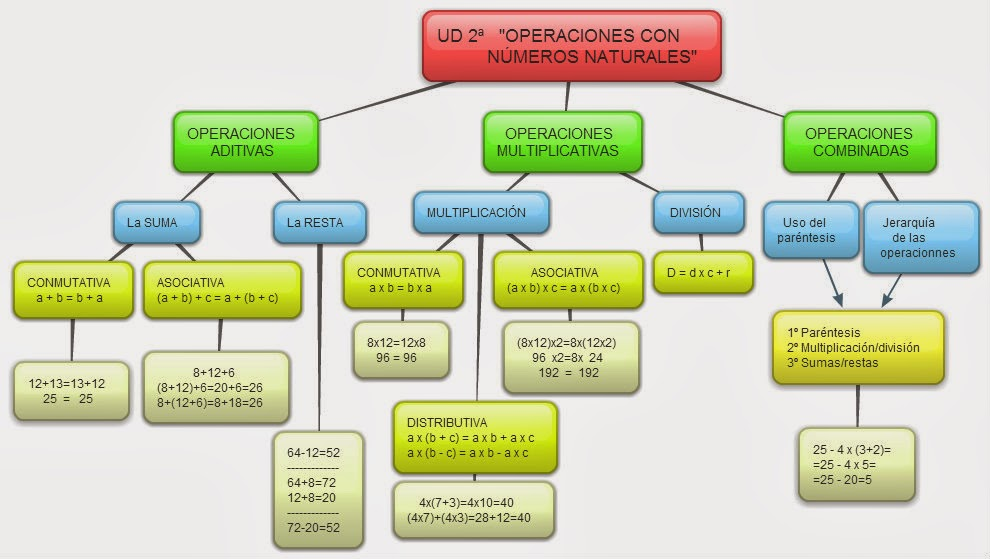 UD 2ª "OPERACIONES CON
NÚMEROS NATURALES"
OPERACIONES
ADITIVAS
OPERACIONES
MULTIPLICATIVAS
OPERACIONES
COMBINADAS
La SUMA
La RESTA
MULTIPLICACIÓN
DIVISIÓN
Uso del
paréntesis
Jerarquía
de las
operacionnes
CONMUTATIVA
a + b = b + a
ASOCIATIVA
(a + b) + c = a + (b + c)
CONMUTATIVA
a x b = b x a
ASOCIATIVA
(a x b) x c = a x (b x c)
D = d x c + r
1º Paréntesis
2º Multiplicación/división
3º Sumas/restas
12+13=13+12
25 = 25
8+12+6
(8+12)+6=20+6=26
8+(12+6)=8+18=26
8x12=12x8
96 = 96
(8x12)x2=8x(12x2)
96 x2=8x 24
192 = 192
DISTRIBUTIVA
a x (b + c) = a x b + a x c
a x (b - c) = a x b - a x c
64-12=52
-------------
64+8=72
12+8=20
-------------
72-20=52
4x(7+3)=4x10=40
(4x7)+(4x3)=28+12=40
25 - 4 x (3+2)=
=25 - 4 x 5=
=25 - 20=5